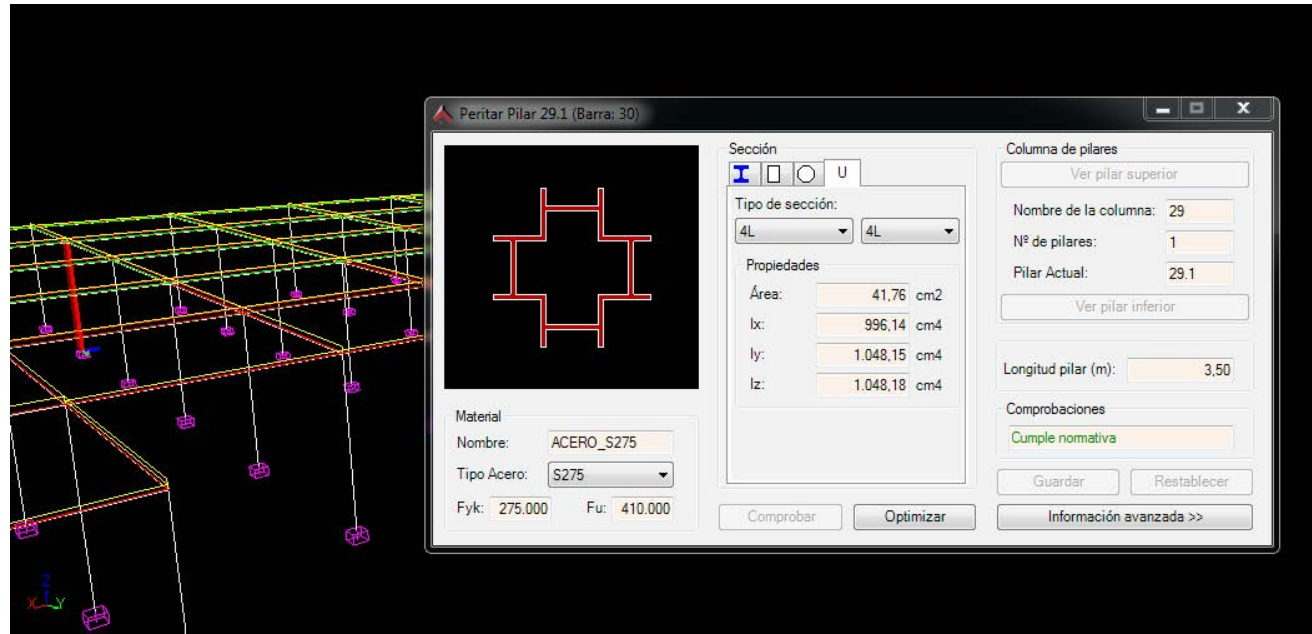 Peritar Pilar 29.1 (Barra: 30)
Sección
U
Tipo de sección:
4L 4L
Propiedades
Área: 41,76 cm2
Ix: 996,14 cm4
Iy: 1.048,15 cm4
Iz: 1.048,18 cm4
Material
Nombre: ACERO_S275
Tipo Acero: S275
Fyk: 275.000 Fu: 410.000
Comprobar Optimizar
Columna de pilares
Ver pilar superior
Nombre de la columna: 29
Nº de pilares: 1
Pilar Actual: 29.1
Ver pilar inferior
Longitud pilar (m): 3,50
Comprobaciones
Cumple normativa
Guardar Restablecer
Información avanzada >>
Z
X Y